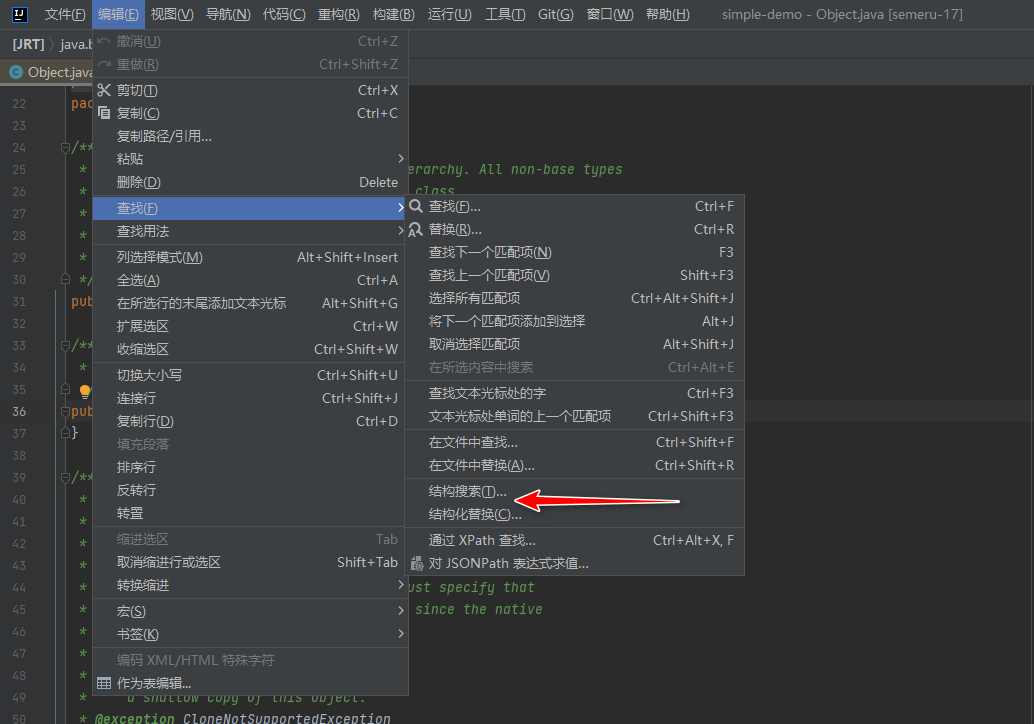 文件(F) 编辑(E) 视图(V) 导航(N) 代码(C) 重构(R) 构建(B) 运行(U) 工具(T) Git(G) 窗口(W) 帮助(H) simple-demo - Object.java [semeru-17]
[JRT] java.b
Object.java
撤消(U) Ctrl+Z
重做(R) Ctrl+Shift+Z
剪切(T) Ctrl+X
复制(C) Ctrl+C
复制路径/引用...
粘贴
删除(D) Delete
查找(F)
查找用法
列选择模式(M) Alt+Shift+Insert
全选(A) Ctrl+A
在所选行的末尾添加文本光标 Alt+Shift+G
扩展选区 Ctrl+W
收缩选区 Ctrl+Shift+W
切换大小写 Ctrl+Shift+U
连接行 Ctrl+Shift+J
复制行(D) Ctrl+D
填充段落
排序行
反转行
转置
缩进选区 Tab
取消缩进行或选区 Shift+Tab
转换缩进
宏(S)
书签(K)
编码 XML/HTML 特殊字符
作为表编辑...
查找(F)... Ctrl+F
替换(R)... Ctrl+R
查找下一个匹配项(N) F3
查找上一个匹配项(V) Shift+F3
选择所有匹配项 Ctrl+Alt+Shift+J
将下一个匹配项添加到选择 Alt+J
取消选择匹配项 Alt+Shift+J
在所选内容中搜索 Ctrl+Alt+E
查找文本光标处的字 Ctrl+F3
文本光标处单词的上一个匹配项 Ctrl+Shift+F3
在文件中查找... Ctrl+Shift+F
在文件中替换(A)... Ctrl+Shift+R
结构搜索(T)...
结构化替换(C)...
通过 XPath 查找... Ctrl+Alt+X, F
对 JSONPath 表达式求值...
22 pac
23
24 /**
25 * erarchy. All non-base types
26 * class
27 *
28 *
29 *
30 */
31 pub
32
33 /**
34 *
35
36 pub
37 }
38
39 /**
40 *
41 *
42 *
43 *
44 * ust specify that
45 * since the native
46 *
47 *
48 *
49 * a shallow copy of this object.
50 * @exception CloneNotSupportedException